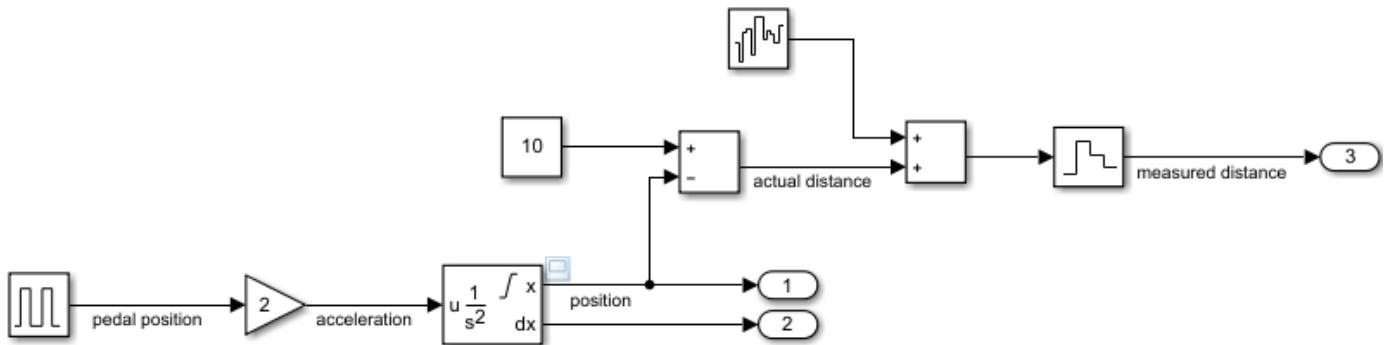 10
+
−
actual distance
+
+
measured distance
3
pedal position
2
acceleration
u 1/s²
x
dx
position
1
2